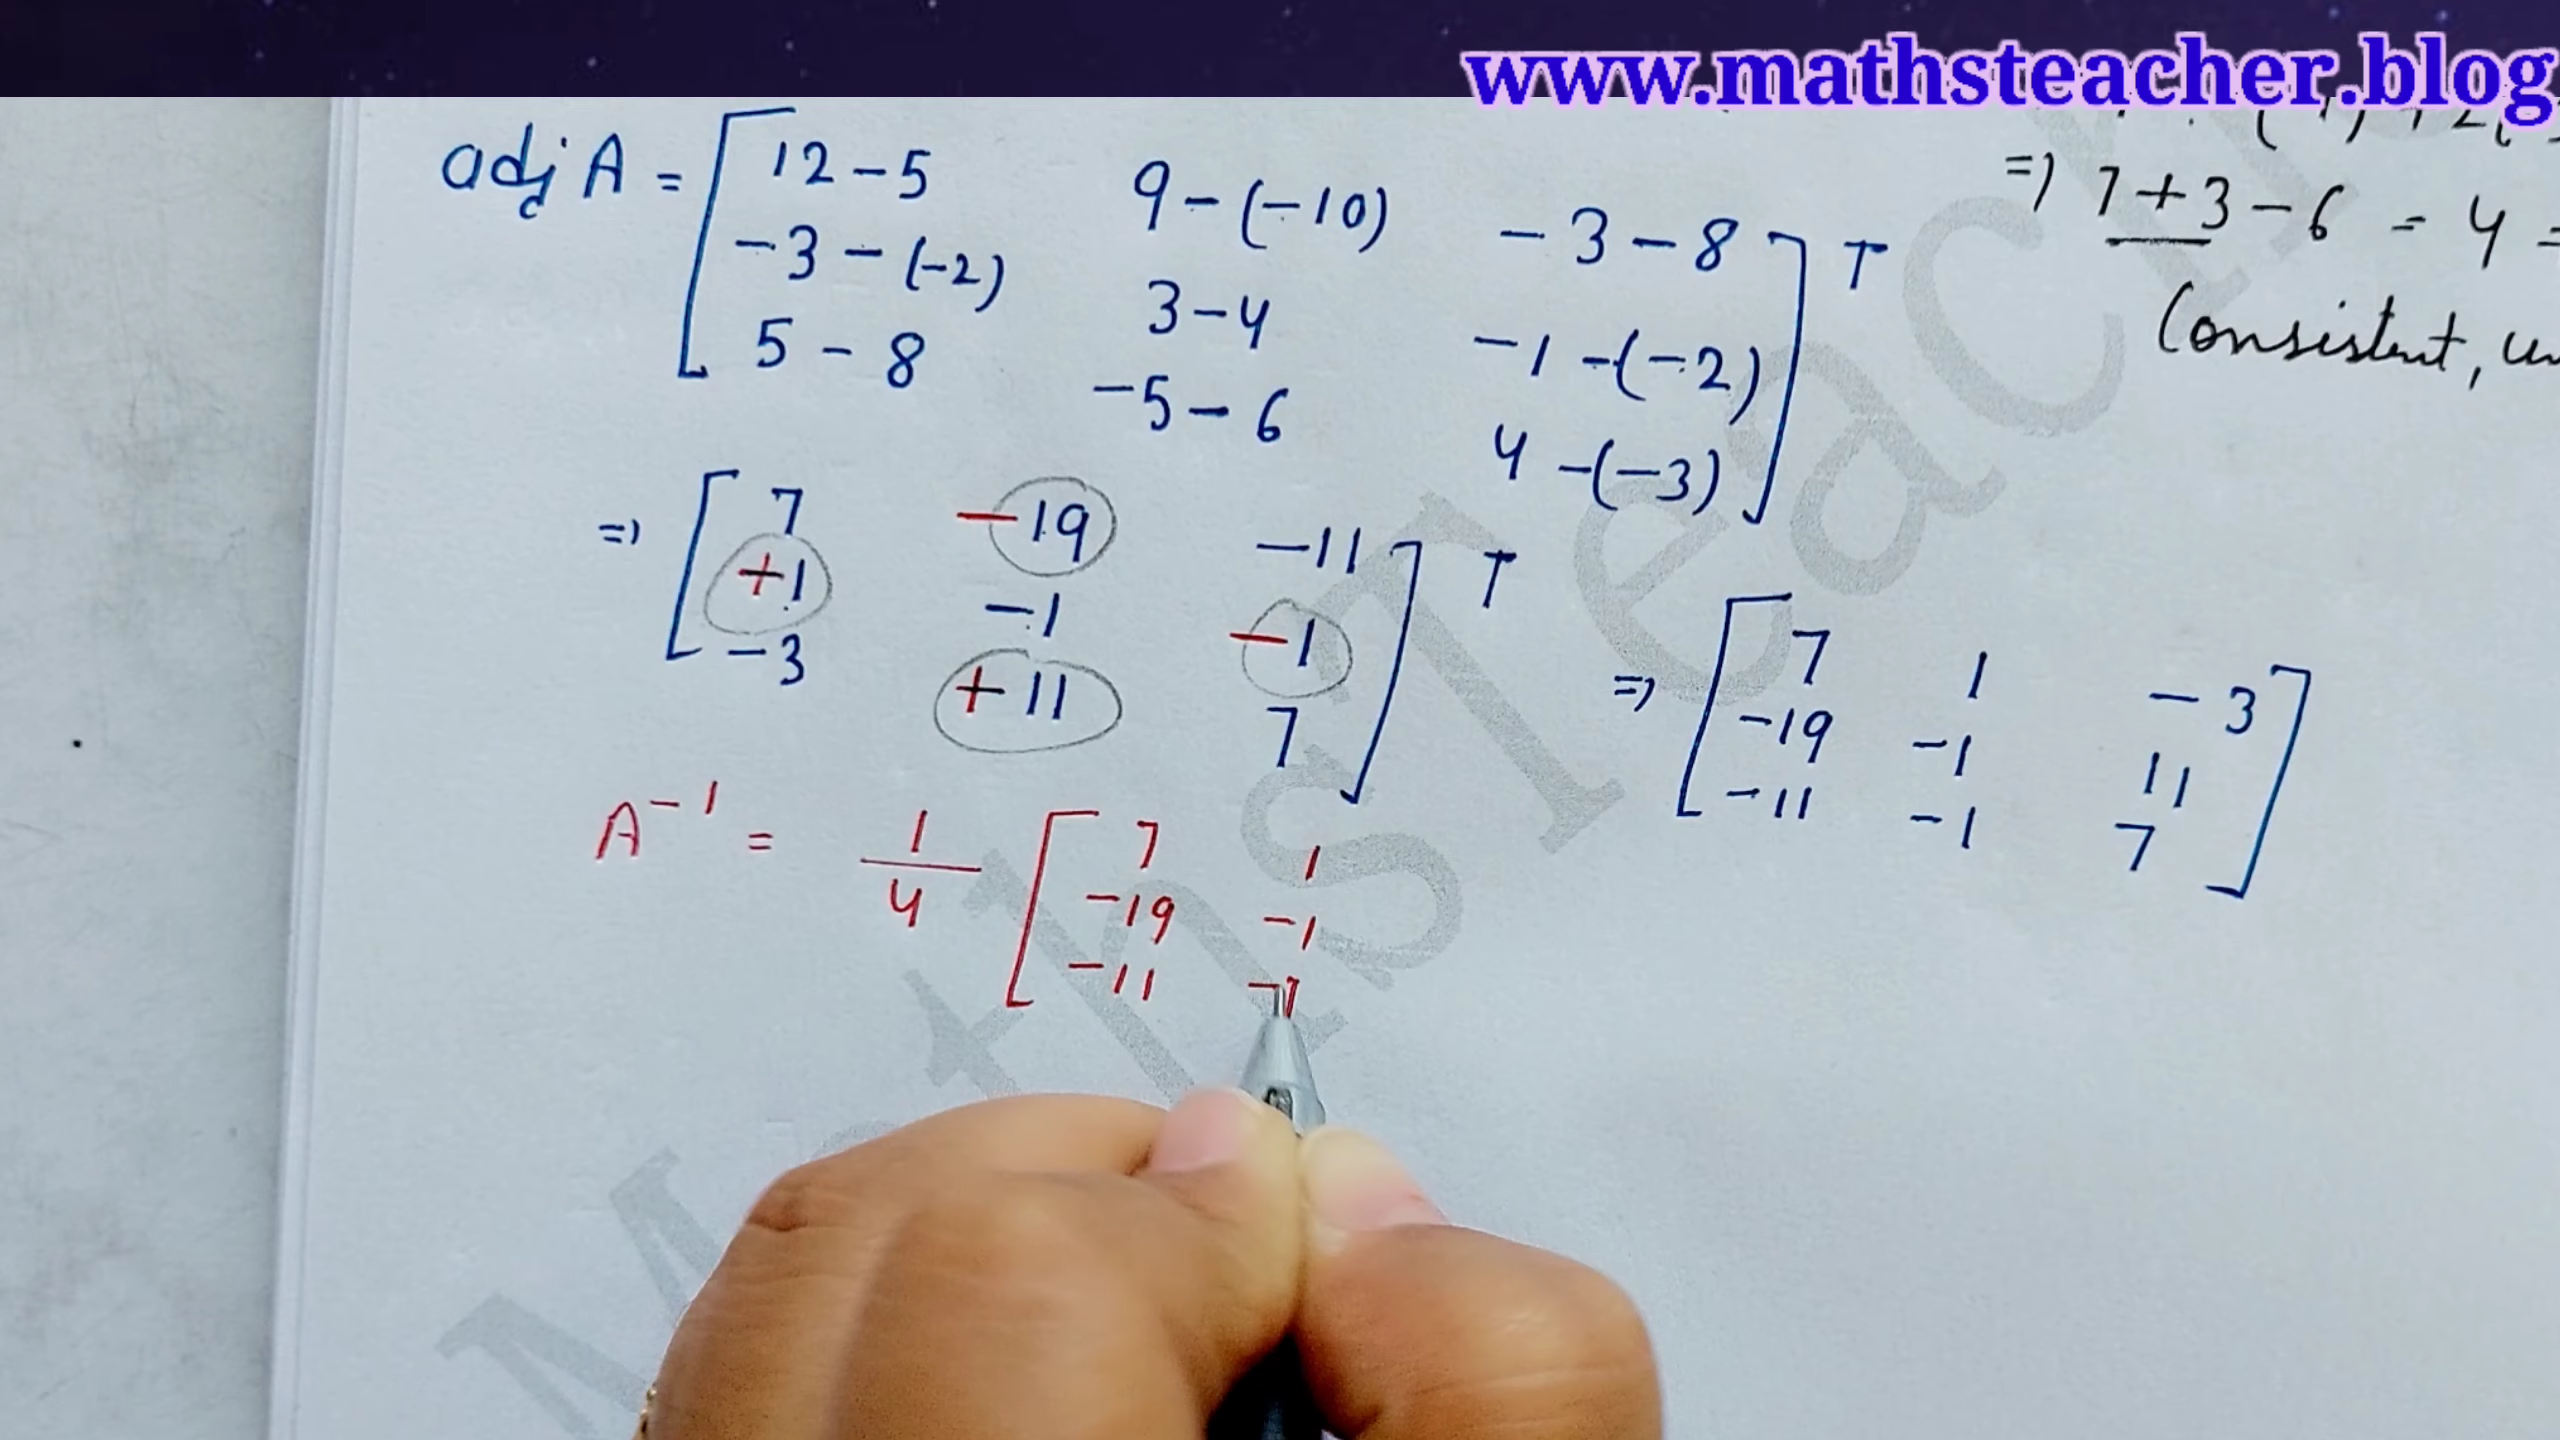 www.mathsteacher.blog
adj A = [ 12 - 5 9 - (-10) - 3 - 8
- 3 - (-2) 3 - 4 - 1 - (-2)
5 - 8 - 5 - 6 4 - (-3) ] T
=) 7 + 3 - 6 = 4 =
Consistent,
=) [ 7 - 19 - 11
+ 1 - 1 - 1
- 3 + 11 7 ] T
=) [ 7 1 - 3
- 19 - 1 11
- 11 - 1 7 ]
A⁻¹ = 1/4 [ 7 1
- 19 - 1
- 11 - 1
Maths Teach